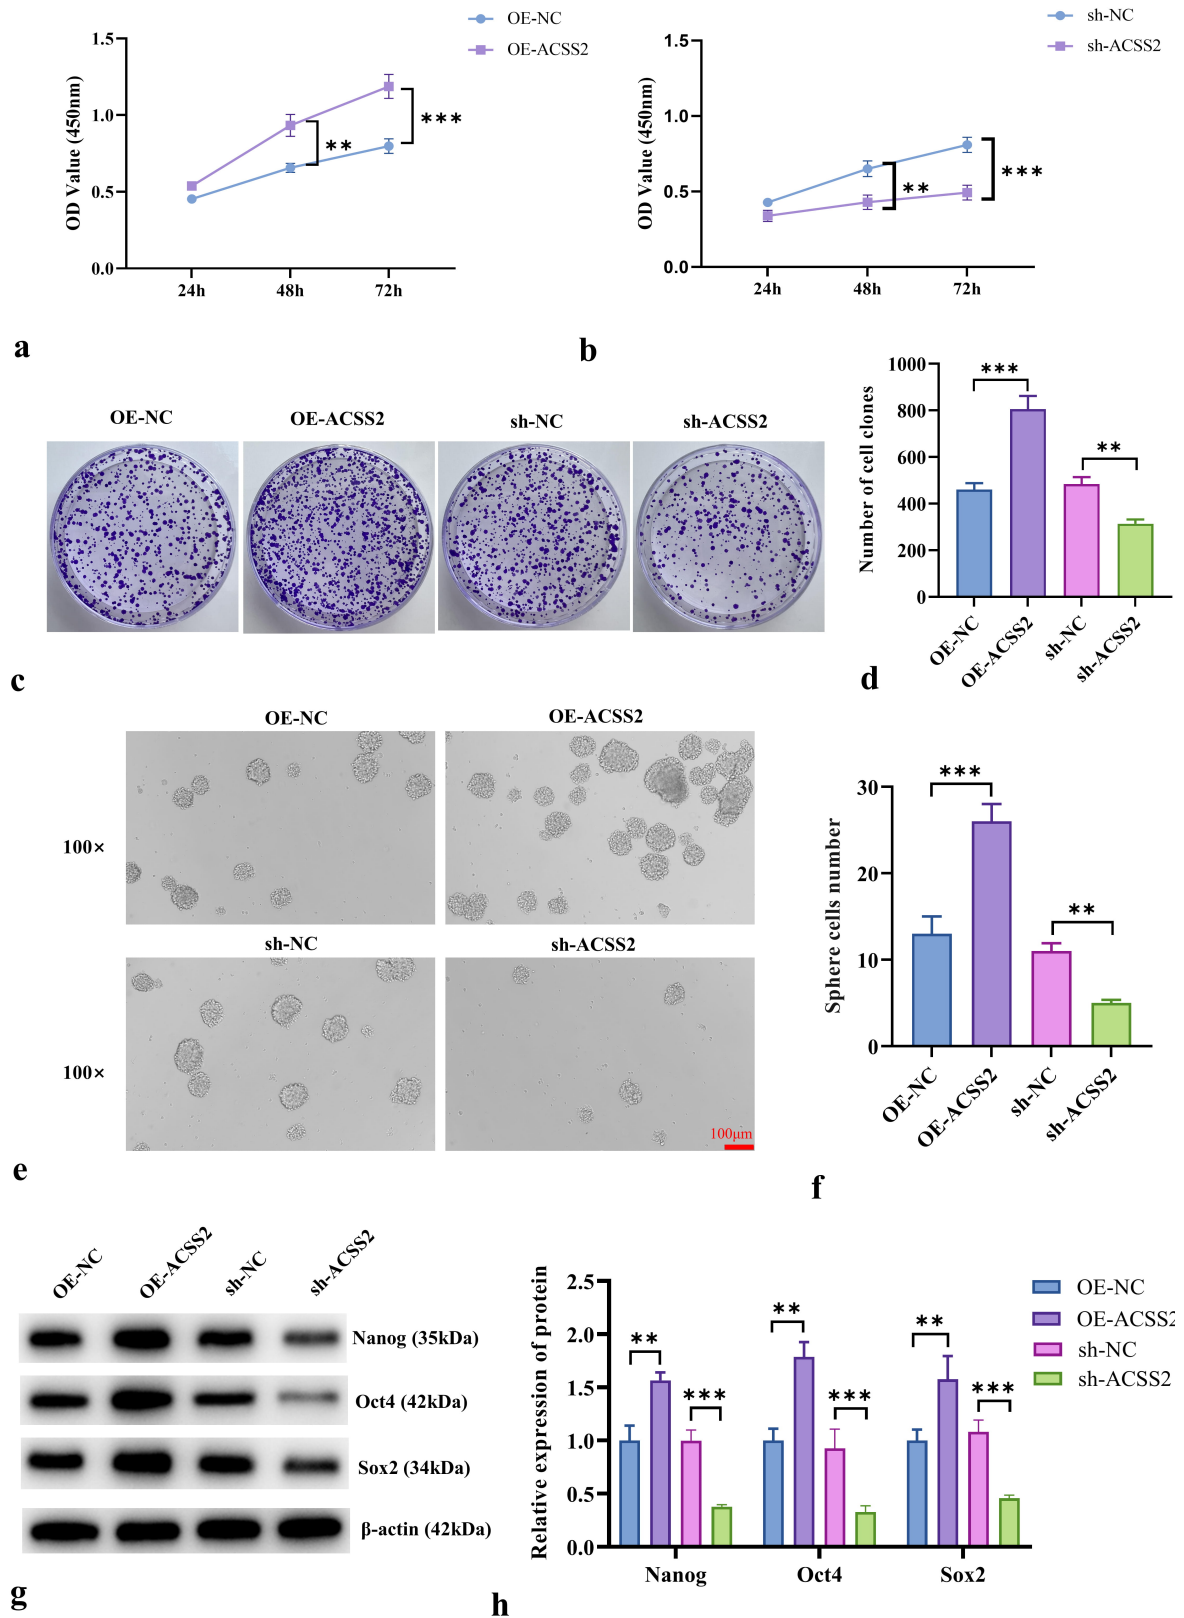 OE-NC
OE-ACSS2
1.5
1.0
0.5
0.0
OD Value (450nm)
**
***
24h
48h
72h
a
sh-NC
sh-ACSS2
1.5
1.0
0.5
0.0
OD Value (450nm)
**
***
24h
48h
72h
b
OE-NC
OE-ACSS2
sh-NC
sh-ACSS2
c
1000
800
600
400
200
0
Number of cell clones
***
**
OE-NC
OE-ACSS2
sh-NC
sh-ACSS2
d
OE-NC
OE-ACSS2
100×
sh-NC
sh-ACSS2
100×
100μm
e
30
20
10
0
Sphere cells number
***
**
OE-NC
OE-ACSS2
sh-NC
sh-ACSS2
f
OE-NC
OE-ACSS2
sh-NC
sh-ACSS2
Nanog (35kDa)
Oct4 (42kDa)
Sox2 (34kDa)
β-actin (42kDa)
g
2.5
2.0
1.5
1.0
0.5
0.0
Relative expression of protein
**
***
**
***
**
***
Nanog
Oct4
Sox2
OE-NC
OE-ACSS2
sh-NC
sh-ACSS2
h